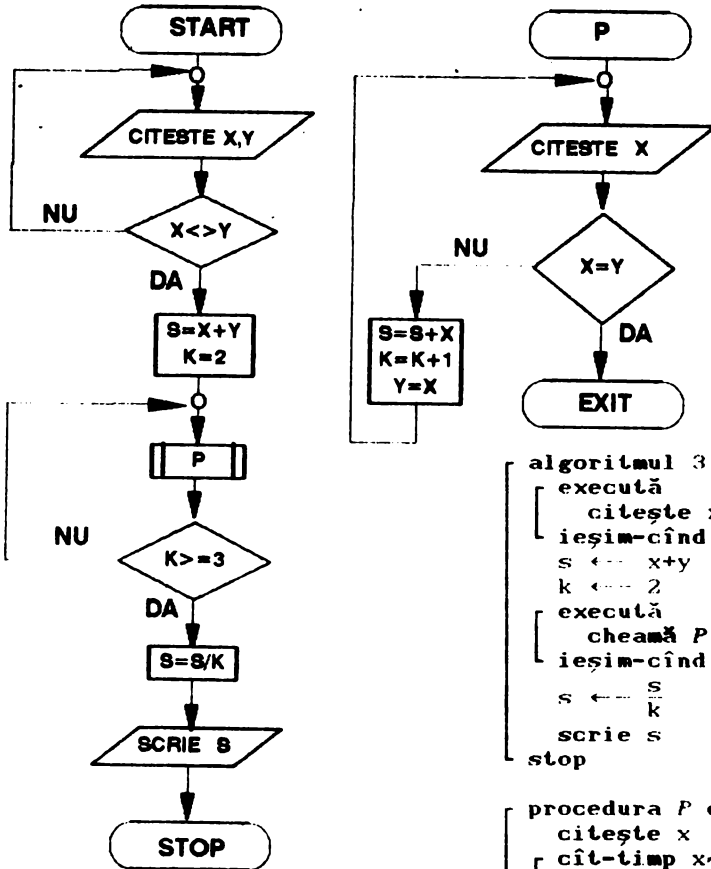 START
CITESTE X,Y
NU
X<>Y
DA
S=X+Y
K=2
P
NU
K>=3
DA
S=S/K
SCRIE S
STOP
P
CITESTE X
NU
X=Y
DA
S=S+X
K=K+1
Y=X
EXIT
algoritmul 3
execută
citește
ieșim-cînd
s ← x+y
k ← 2
execută
cheamă P
ieșim-cînd
s ← s/k
scrie s
stop
procedura P
citește x
cît-timp